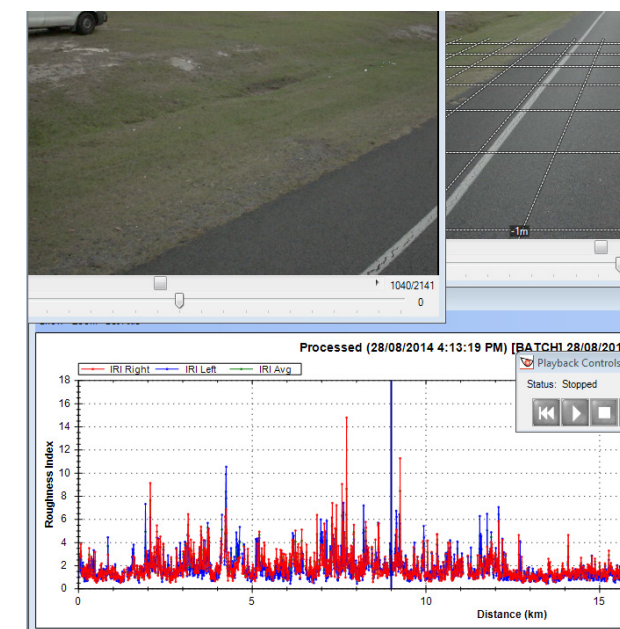 -1m
1040/2141
0
Processed (28/08/2014 4:13:19 PM) [BATCH] 28/08/201
Playback Controls
Status: Stopped
IRI Right IRI Left IRI Avg
18
16
14
12
10
8
6
4
2
0
Roughness Index
0 5 10 15
Distance (km)